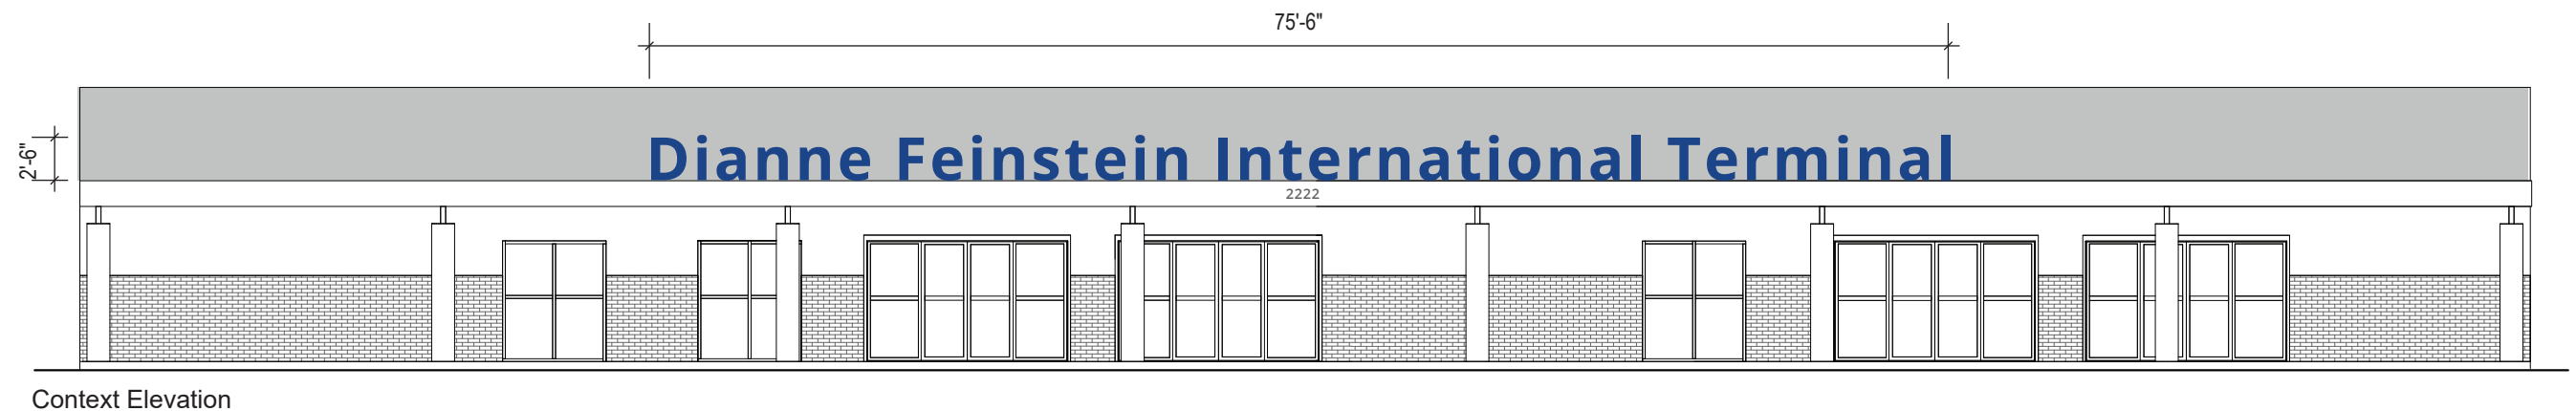 75'-6"
2'-6"
Dianne Feinstein International Terminal
2222
Context Elevation